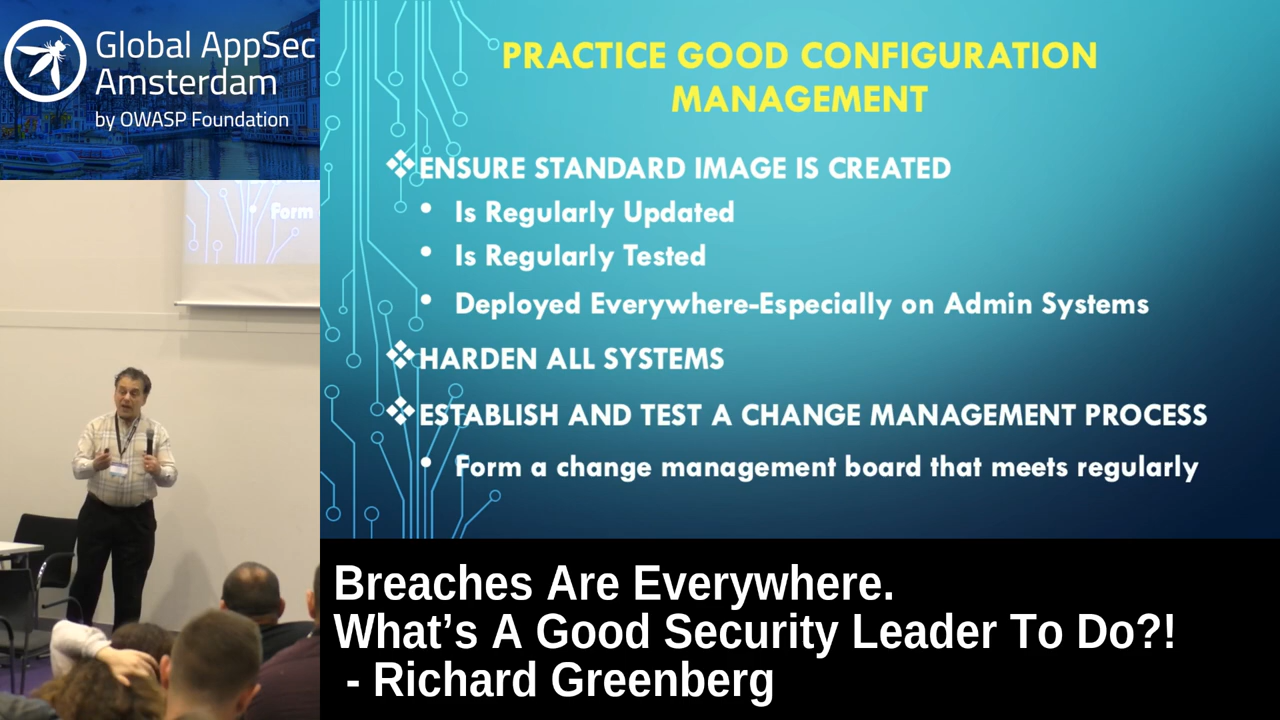 Global AppSec
Amsterdam
by OWASP Foundation
Form
PRACTICE GOOD CONFIGURATION
MANAGEMENT
❖ENSURE STANDARD IMAGE IS CREATED
• Is Regularly Updated
• Is Regularly Tested
• Deployed Everywhere-Especially on Admin Systems
❖HARDEN ALL SYSTEMS
❖ESTABLISH AND TEST A CHANGE MANAGEMENT PROCESS
• Form a change management board that meets regularly
Breaches Are Everywhere.
What’s A Good Security Leader To Do?!
- Richard Greenberg